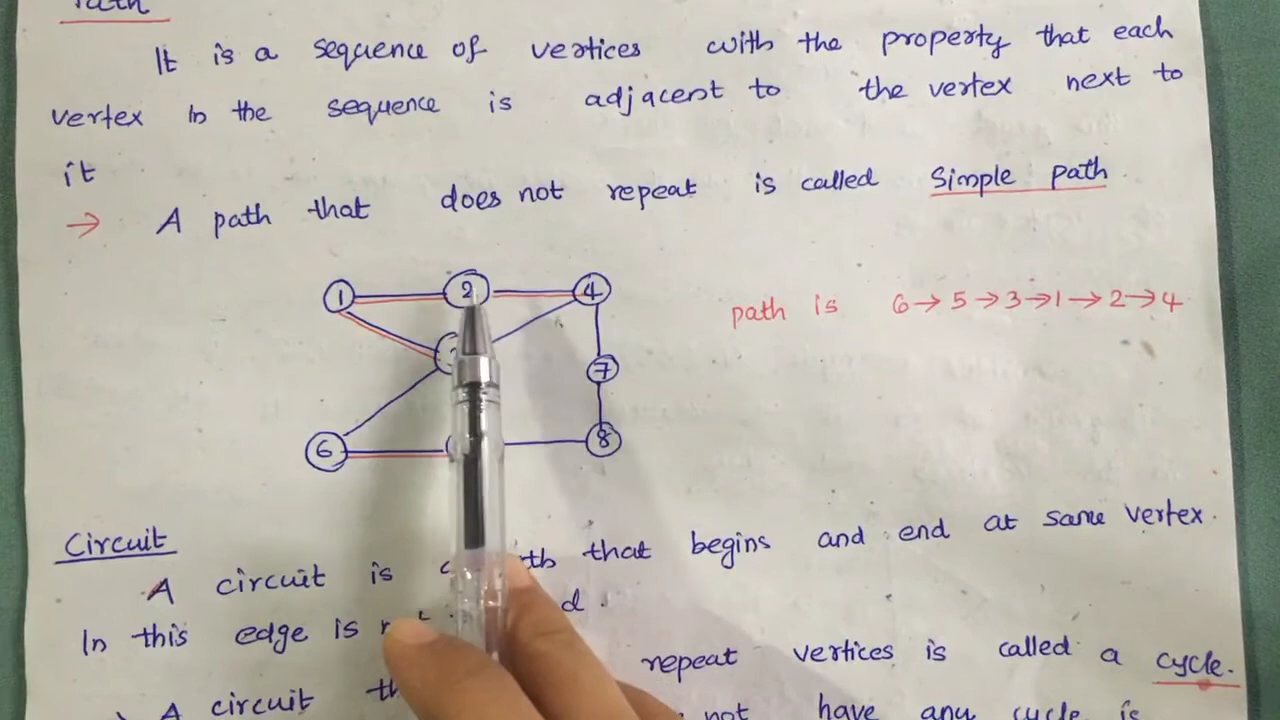 It is a sequence of vertices with the property that each
vertex in the sequence is adjacent to the vertex next to
it
→ A path that does not repeat is called Simple path
1 2 4
path is 6→5→3→1→2→4
7
6 8
Circuit
A circuit is that begins and end at same vertex.
In this edge is
repeat vertices is called a cycle.
A circuit
not have any cycle is